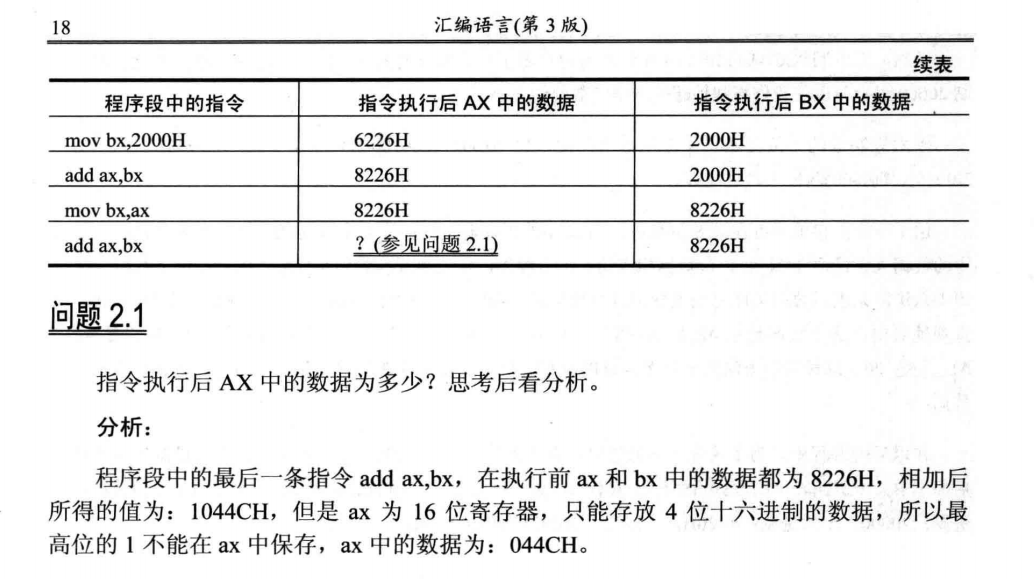 18
汇编语言(第 3 版)
续表
程序段中的指令 指令执行后 AX 中的数据 指令执行后 BX 中的数据
mov bx,2000H 6226H 2000H
add ax,bx 8226H 2000H
mov bx,ax 8226H 8226H
add ax,bx ？(参见问题 2.1) 8226H
问题 2.1
指令执行后 AX 中的数据为多少？思考后看分析。
分析：
程序段中的最后一条指令 add ax,bx，在执行前 ax 和 bx 中的数据都为 8226H，相加后
所得的值为：1044CH，但是 ax 为 16 位寄存器，只能存放 4 位十六进制的数据，所以最
高位的 1 不能在 ax 中保存，ax 中的数据为：044CH。